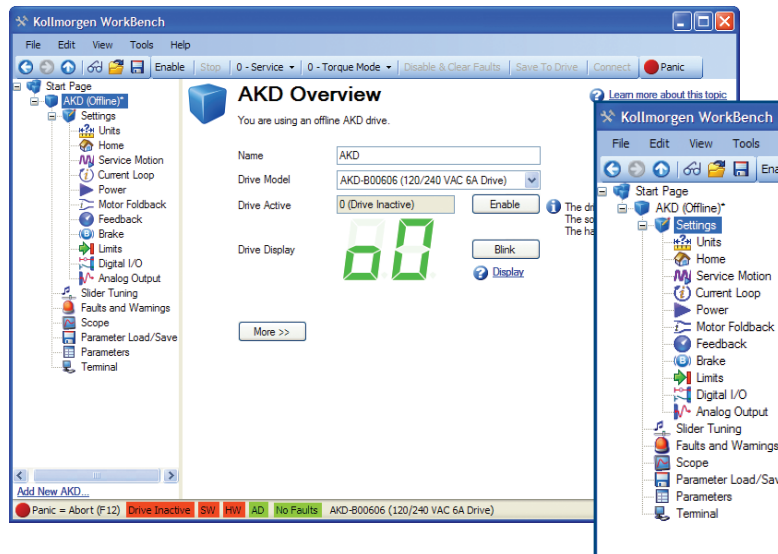 Kollmorgen WorkBench
File Edit View Tools Help
Enable Stop 0 - Service 0 - Torque Mode Disable & Clear Faults Save To Drive Connect Panic
Start Page
AKD (Offline)*
Settings
Units
Home
Service Motion
Current Loop
Power
Motor Foldback
Feedback
Brake
Limits
Digital I/O
Analog Output
Slider Tuning
Faults and Warnings
Scope
Parameter Load/Save
Parameters
Terminal
Add New AKD...
AKD Overview
Learn more about this topic
You are using an offline AKD drive.
Name AKD
Drive Model AKD-B00606 (120/240 VAC 6A Drive)
Drive Active 0 (Drive Inactive) Enable
The dr
The so
The ha
Drive Display o0 Blink
Display
More >>
Panic = Abort (F12) Drive Inactive SW HW AD No Faults AKD-B00606 (120/240 VAC 6A Drive)
Kollmorgen WorkBench
File Edit View Tools
Ena
Start Page
AKD (Offline)*
Settings
Units
Home
Service Motion
Current Loop
Power
Motor Foldback
Feedback
Brake
Limits
Digital I/O
Analog Output
Slider Tuning
Faults and Warnings
Scope
Parameter Load/Sav
Parameters
Terminal